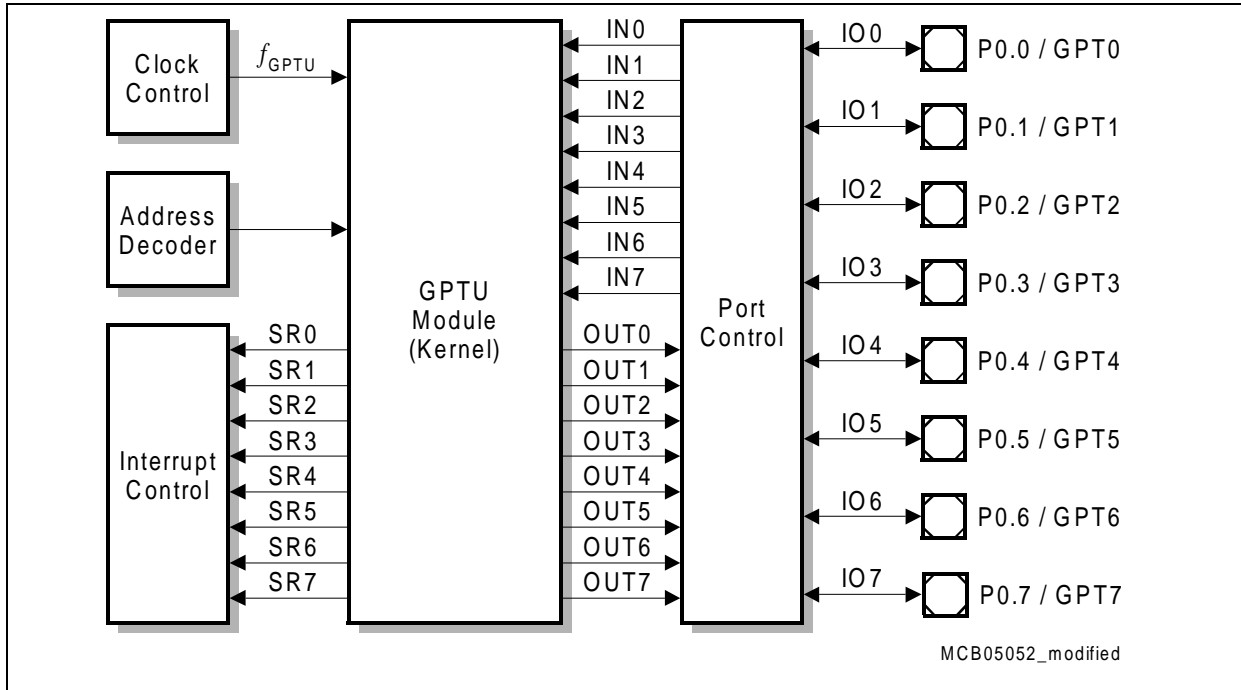 Clock
Control
fGPTU
Address
Decoder
Interrupt
Control
SR0
SR1
SR2
SR3
SR4
SR5
SR6
SR7
GPTU
Module
(Kernel)
IN0
IN1
IN2
IN3
IN4
IN5
IN6
IN7
OUT0
OUT1
OUT2
OUT3
OUT4
OUT5
OUT6
OUT7
Port
Control
IO0
P0.0 / GPT0
IO1
P0.1 / GPT1
IO2
P0.2 / GPT2
IO3
P0.3 / GPT3
IO4
P0.4 / GPT4
IO5
P0.5 / GPT5
IO6
P0.6 / GPT6
IO7
P0.7 / GPT7
MCB05052_modified